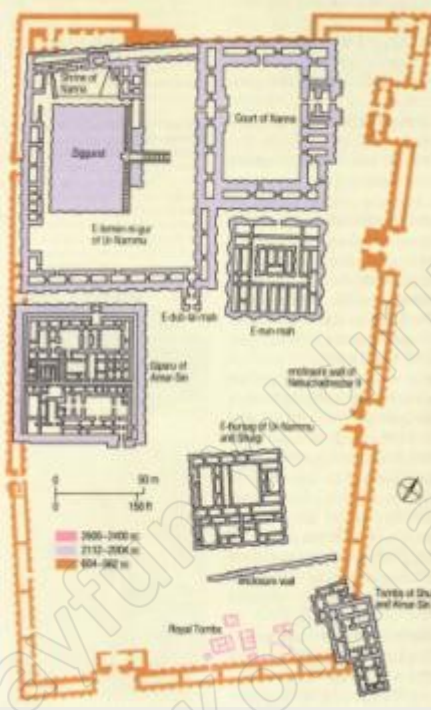 Shrine of
Nanna
Ziggurat
Court of Nanna
E-temen-ni-gur
of Ur-Nammu
E-dub-lal-mah
E-nun-mah
Giparu of
Amar-Sin
enclosure wall of
Nebuchadnezzar II
E-hursag of Ur-Nammu
and Shulgi
0 50 m
0 150 ft
2600–2400 BC
2112–2004 BC
604–562 BC
enclosure wall
Tombs of Shu
and Amar-Sin
Royal Tombs